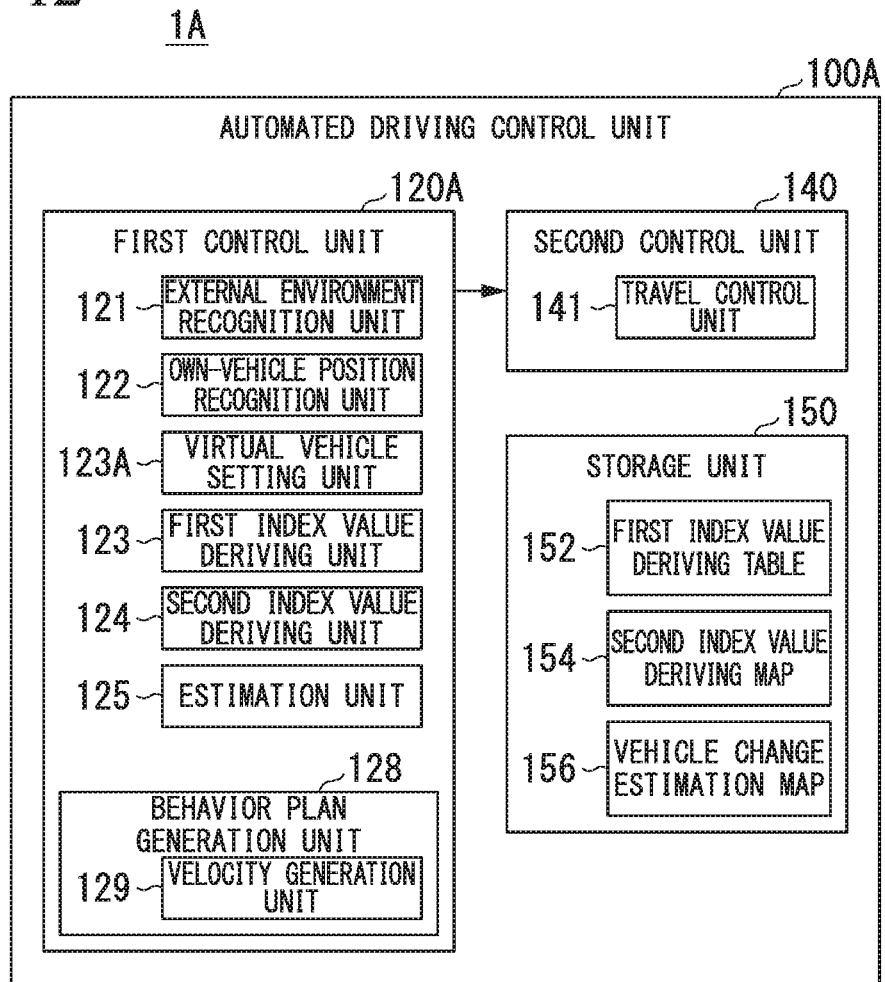 1A
100A
AUTOMATED DRIVING CONTROL UNIT
120A
FIRST CONTROL UNIT
121
EXTERNAL ENVIRONMENT
RECOGNITION UNIT
122
OWN-VEHICLE POSITION
RECOGNITION UNIT
123A
VIRTUAL VEHICLE
SETTING UNIT
123
FIRST INDEX VALUE
DERIVING UNIT
124
SECOND INDEX VALUE
DERIVING UNIT
125
ESTIMATION UNIT
128
BEHAVIOR PLAN
GENERATION UNIT
129
VELOCITY GENERATION
UNIT
140
SECOND CONTROL UNIT
141
TRAVEL CONTROL
UNIT
150
STORAGE UNIT
152
FIRST INDEX VALUE
DERIVING TABLE
154
SECOND INDEX VALUE
DERIVING MAP
156
VEHICLE CHANGE
ESTIMATION MAP